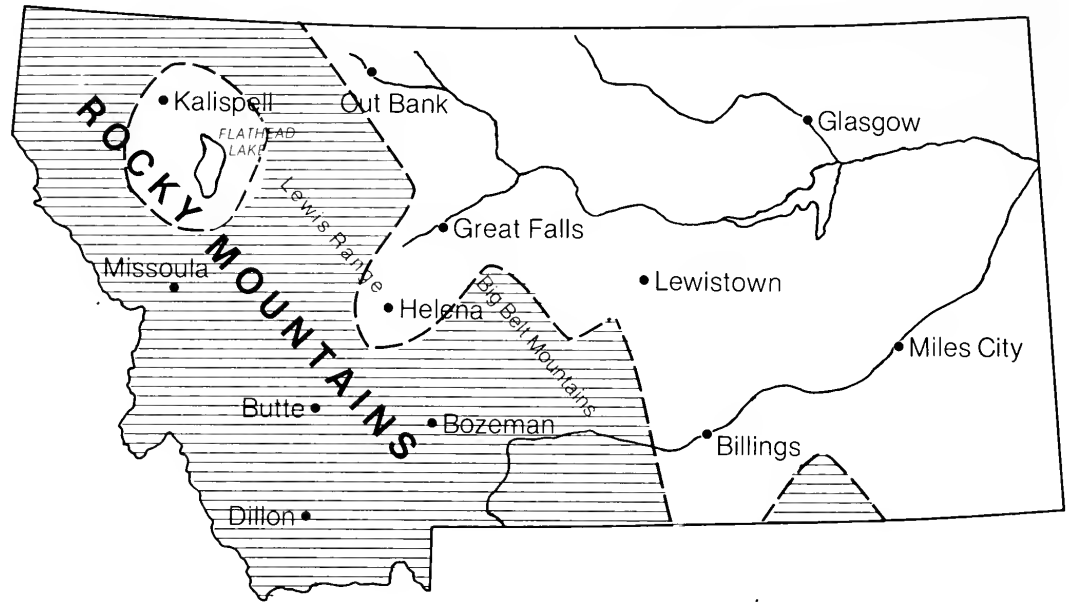 Kalispell
Cut Bank
Glasgow
FLATHEAD
LAKE
ROCKY MOUNTAINS
Lewis Range
Great Falls
Missoula
Helena
Big Belt Mountains
Lewistown
Miles City
Butte
Bozeman
Billings
Dillon